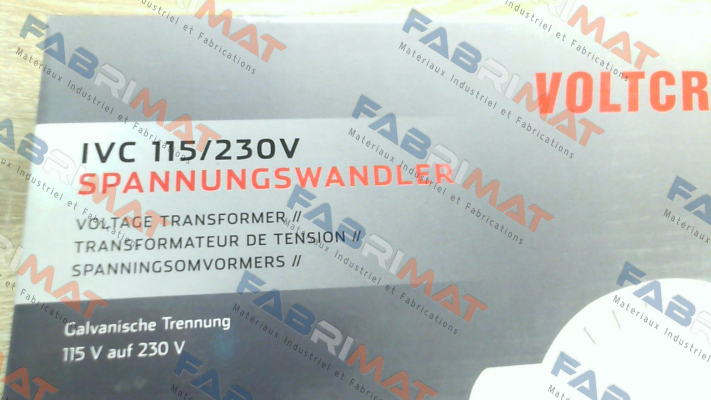 VOLTCR
IVC 115/230V
SPANNUNGSWANDLER
VOLTAGE TRANSFORMER //
TRANSFORMATEUR DE TENSION //
SPANNINGSOMVORMERS //
Galvanische Trennung
115 V auf 230 V
FABRIMAT
Matériaux Industriel et Fabrications